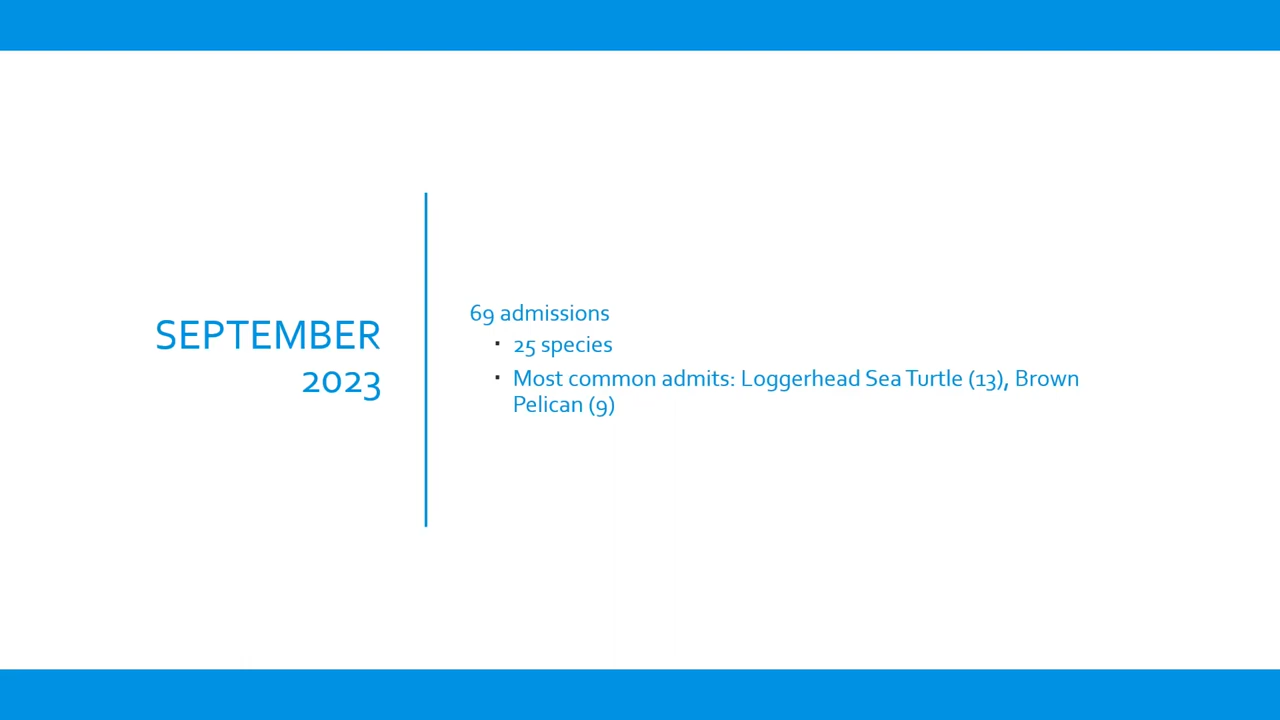 SEPTEMBER
2023
69 admissions
▪ 25 species
▪ Most common admits: Loggerhead Sea Turtle (13), Brown
Pelican (9)